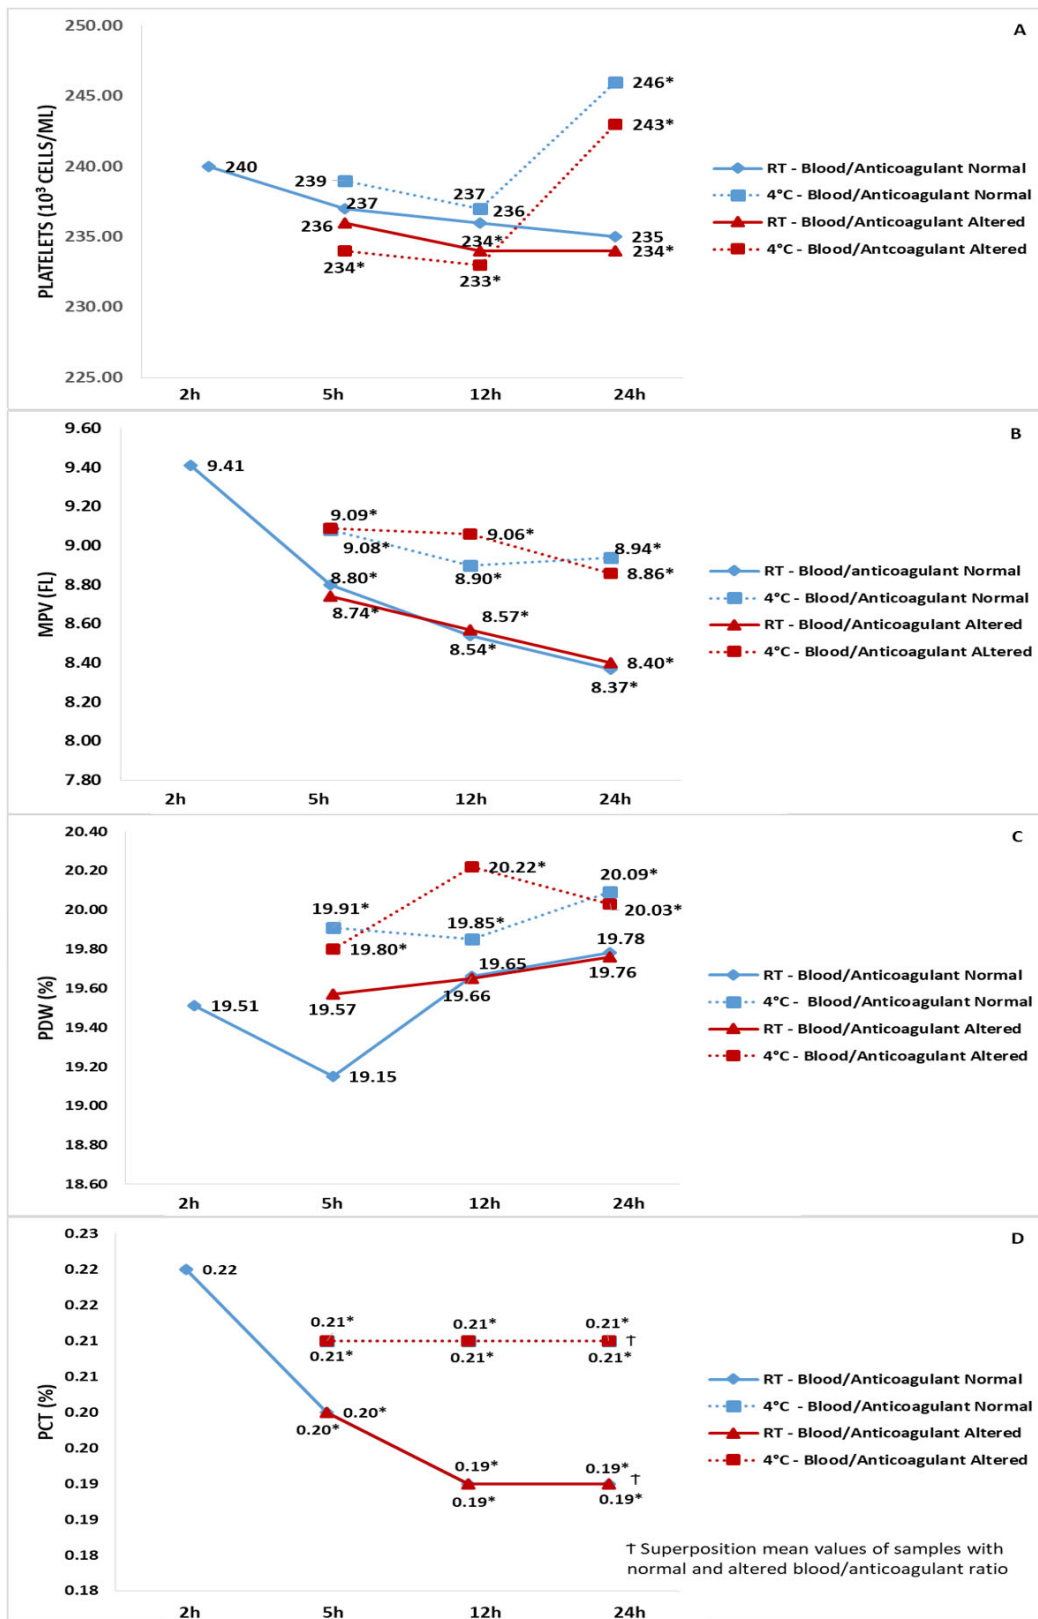 A
PLATELETS (10³ CELLS/ML)
250.00
245.00
240.00
235.00
230.00
225.00
2h
5h
12h
24h
240
239
237
236
234*
237
236
234*
233*
246*
243*
235
234*
RT - Blood/Anticoagulant Normal
4°C - Blood/Anticoagulant Normal
RT - Blood/Anticoagulant Altered
4°C - Blood/Antcoagulant Altered
B
MPV (FL)
9.60
9.40
9.20
9.00
8.80
8.60
8.40
8.20
8.00
7.80
2h
5h
12h
24h
9.41
9.09*
9.08*
8.80*
8.74*
9.06*
8.90*
8.57*
8.54*
8.94*
8.86*
8.40*
8.37*
RT - Blood/anticoagulant Normal
4°C - Blood/Anticoagulant Normal
RT - Blood/Anticoagulant Altered
4°C - Blood/Anticoagulant ALtered
C
PDW (%)
20.40
20.20
20.00
19.80
19.60
19.40
19.20
19.00
18.80
18.60
2h
5h
12h
24h
19.51
19.91*
19.80*
19.57
19.15
20.22*
19.85*
19.65
19.66
20.09*
20.03*
19.78
19.76
RT - Blood/Anticoagulant Normal
4°C - Blood/Anticoagulant Normal
RT - Blood/Anticoagulant Altered
4°C - Blood/Anticoagulant Altered
D
PCT (%)
0.23
0.22
0.22
0.21
0.21
0.20
0.20
0.19
0.19
0.18
0.18
2h
5h
12h
24h
0.22
0.21*
0.21*
0.20*
0.20*
0.21*
0.21*
0.19*
0.19*
0.21*
†
0.21*
0.19*
†
0.19*
RT - Blood/Anticoagulant Normal
4°C - Blood/Anticoagulant Normal
RT - Blood/Anticoagulant Altered
4°C - Blood/Anticoagulant Altered
† Superposition mean values of samples with
normal and altered blood/anticoagulant ratio